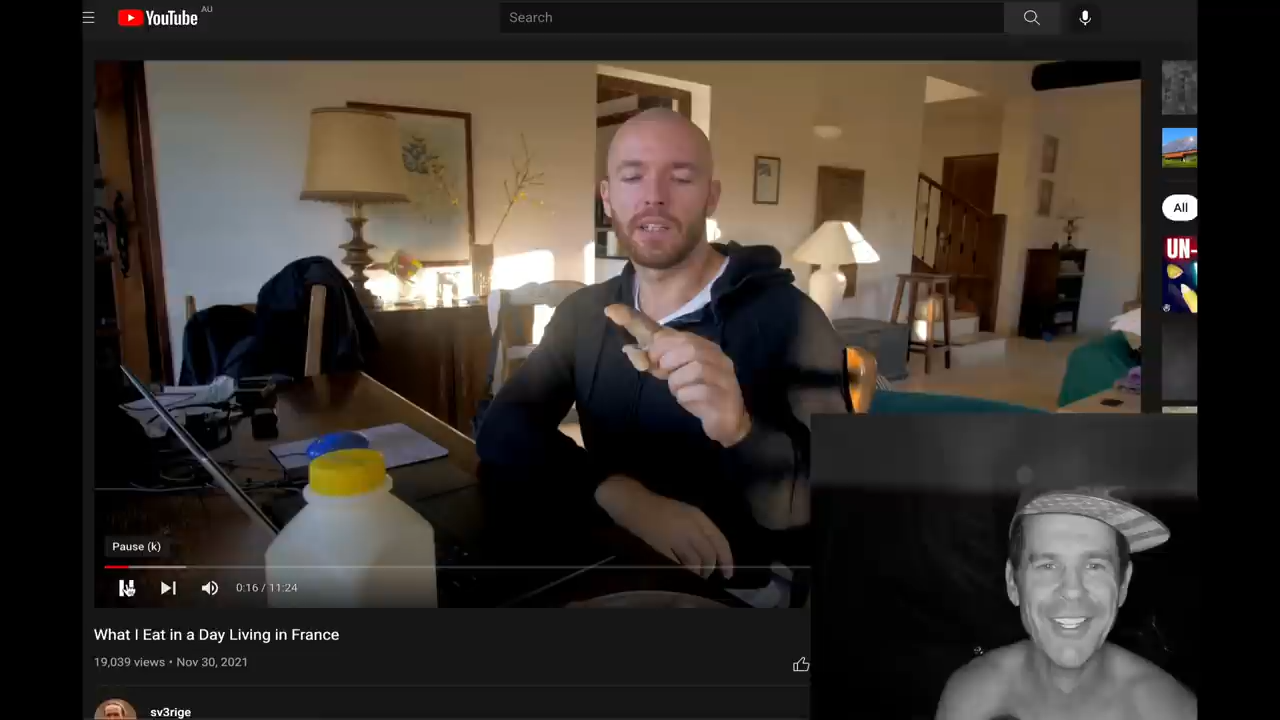 YouTube AU
Search
All
UN-
Pause (k)
0:16 / 11:24
What I Eat in a Day Living in France
19,039 views • Nov 30, 2021
sv3rige